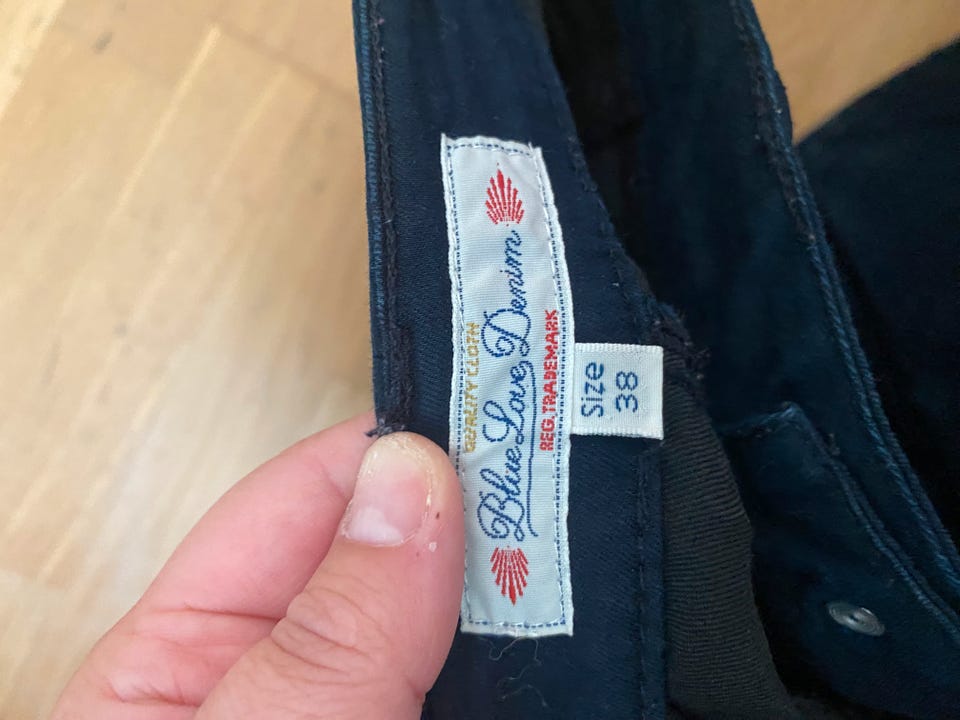 QUALITY CLOTH
Blue Love Denim
REG. TRADEMARK
Size
38